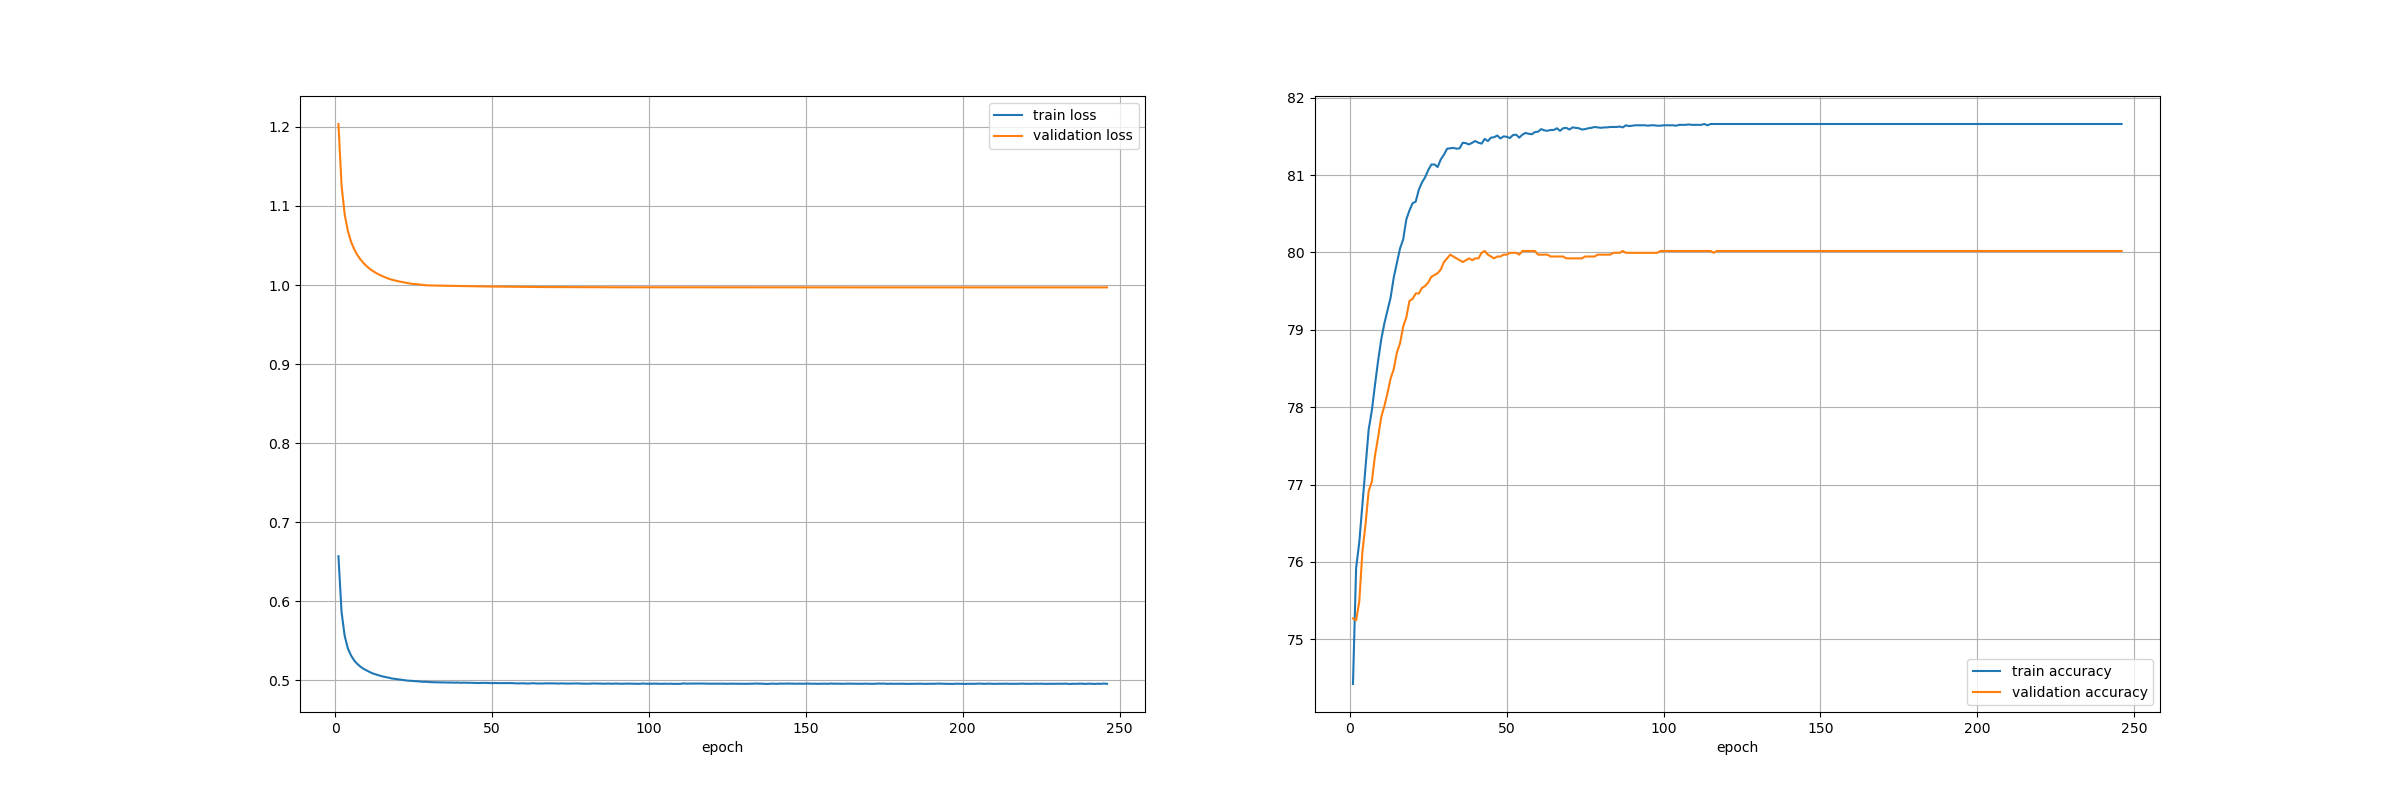 train loss
validation loss
1.2
1.1
1.0
0.9
0.8
0.7
0.6
0.5
0 50 100 150 200 250
epoch
train accuracy
validation accuracy
82
81
80
79
78
77
76
75
0 50 100 150 200 250
epoch